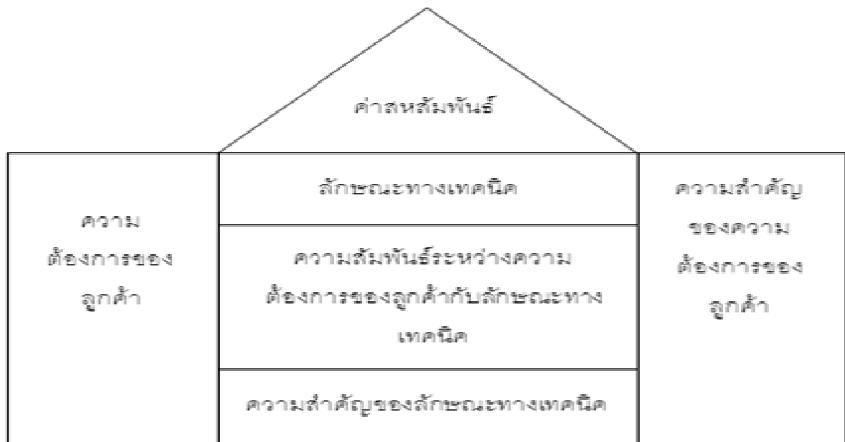 ค่าสหสัมพันธ์
ความ
ต้องการของ
ลูกค้า
ลักษณะทางเทคนิค
ความสัมพันธ์ระหว่างความ
ต้องการของลูกค้ากับลักษณะทาง
เทคนิค
ความสำคัญของลักษณะทางเทคนิค
ความสำคัญ
ของความ
ต้องการของ
ลูกค้า